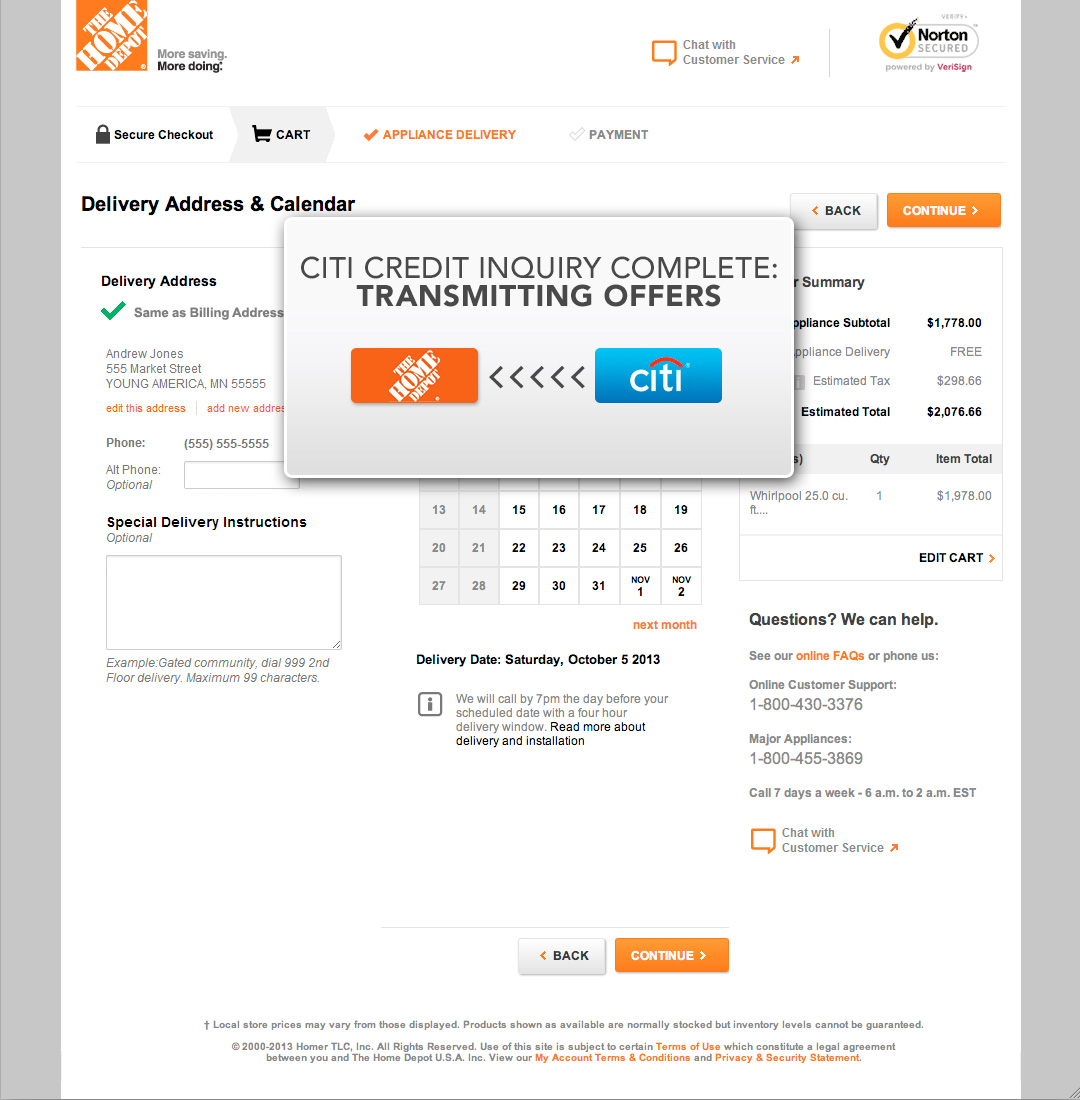 THE HOME DEPOT
More saving.
More doing.
Chat with
Customer Service
VERIFY
Norton
SECURED
powered by VeriSign
Secure Checkout
CART
APPLIANCE DELIVERY
PAYMENT
Delivery Address & Calendar
BACK
CONTINUE
CITI CREDIT INQUIRY COMPLETE:
TRANSMITTING OFFERS
THE HOME DEPOT
citi
Delivery Address
Same as Billing Address
Andrew Jones
555 Market Street
YOUNG AMERICA, MN 55555
edit this address
add new addres
Phone: (555) 555-5555
Alt Phone:
Optional
Special Delivery Instructions
Optional
Example:Gated community, dial 999 2nd
Floor delivery. Maximum 99 characters.
13 14 15 16 17 18 19
20 21 22 23 24 25 26
27 28 29 30 31 NOV 1 NOV 2
next month
Delivery Date: Saturday, October 5 2013
We will call by 7pm the day before your
scheduled date with a four hour
delivery window. Read more about
delivery and installation
r Summary
ppliance Subtotal $1,778.00
ppliance Delivery FREE
Estimated Tax $298.66
Estimated Total $2,076.66
s) Qty Item Total
Whirlpool 25.0 cu. 1 $1,978.00
ft....
EDIT CART
Questions? We can help.
See our online FAQs or phone us:
Online Customer Support:
1-800-430-3376
Major Appliances:
1-800-455-3869
Call 7 days a week - 6 a.m. to 2 a.m. EST
Chat with
Customer Service
BACK
CONTINUE
† Local store prices may vary from those displayed. Products shown as available are normally stocked but inventory levels cannot be guaranteed.
© 2000-2013 Homer TLC, Inc. All Rights Reserved. Use of this site is subject to certain Terms of Use which constitute a legal agreement
between you and The Home Depot U.S.A. Inc. View our My Account Terms & Conditions and Privacy & Security Statement.